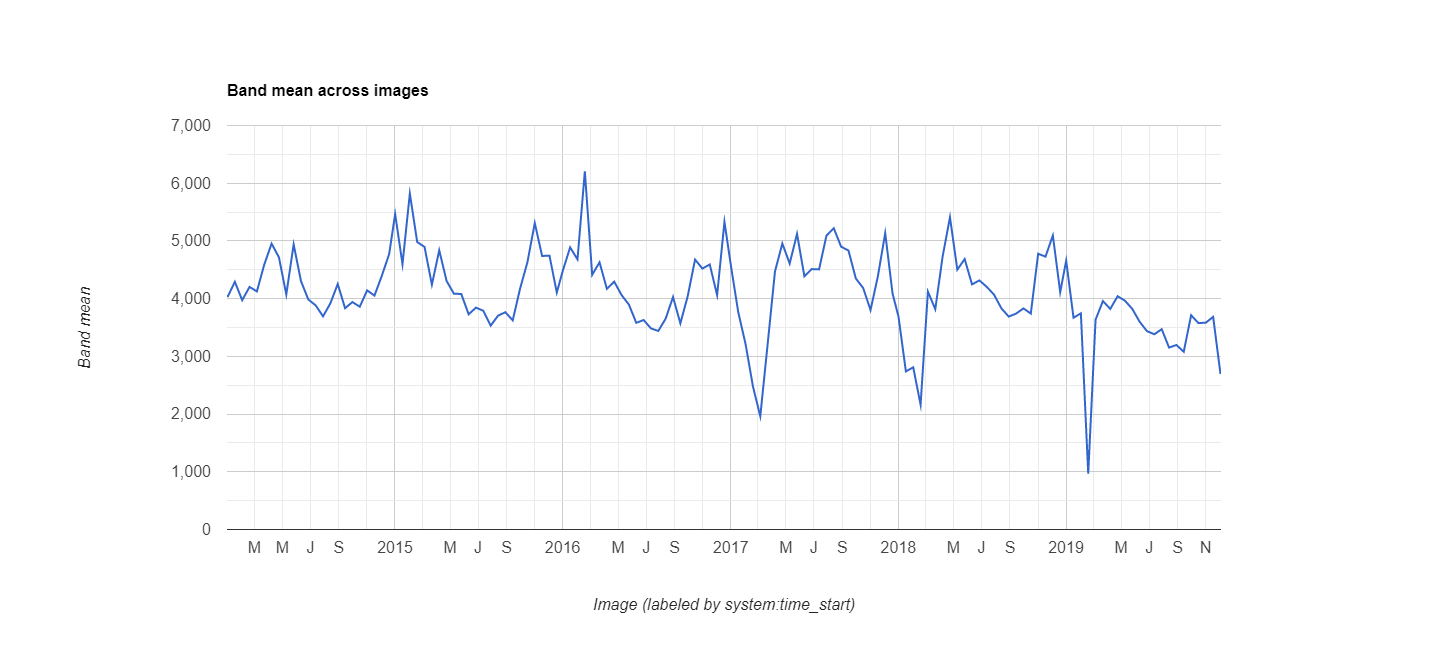 Band mean across images
7,000
6,000
5,000
4,000
3,000
2,000
1,000
0
Band mean
M M J S 2015 M J S 2016 M J S 2017 M J S 2018 M J S 2019 M J S N
Image (labeled by system:time_start)